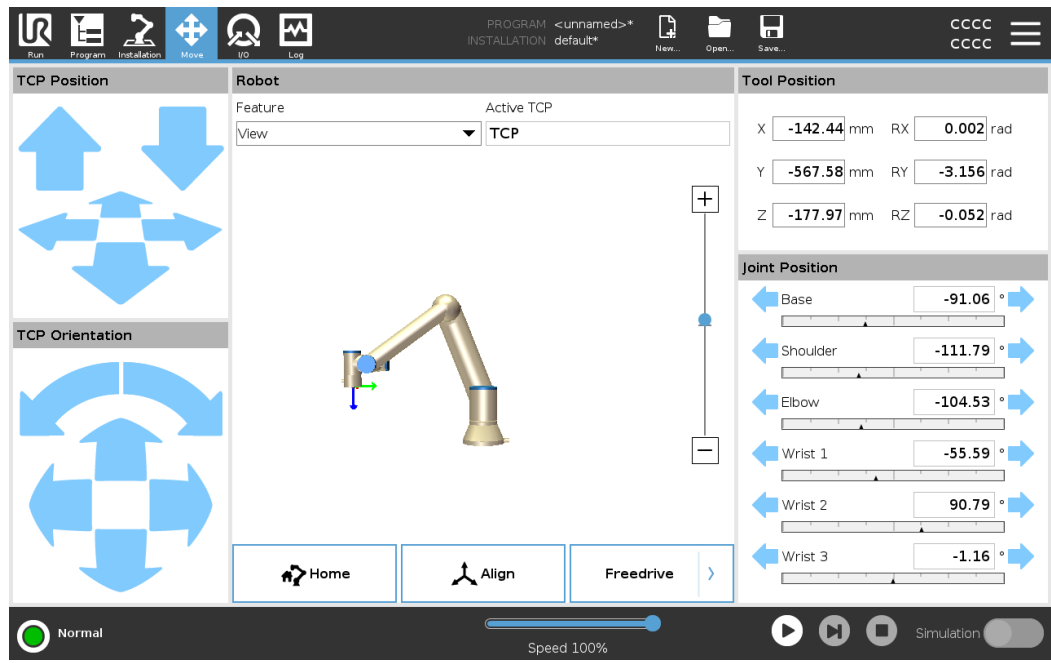 PROGRAM <unnamed>*
INSTALLATION default*
CCCC
CCCC
Run Program Installation Move I/O Log New... Open... Save...
TCP Position
Robot
Tool Position
Feature Active TCP
View TCP
X -142.44 mm RX 0.002 rad
Y -567.58 mm RY -3.156 rad
Z -177.97 mm RZ -0.052 rad
Joint Position
Base -91.06 °
TCP Orientation
Shoulder -111.79 °
Elbow -104.53 °
Wrist 1 -55.59 °
Wrist 2 90.79 °
Wrist 3 -1.16 °
Home Align Freedrive
Normal
Speed 100%
Simulation